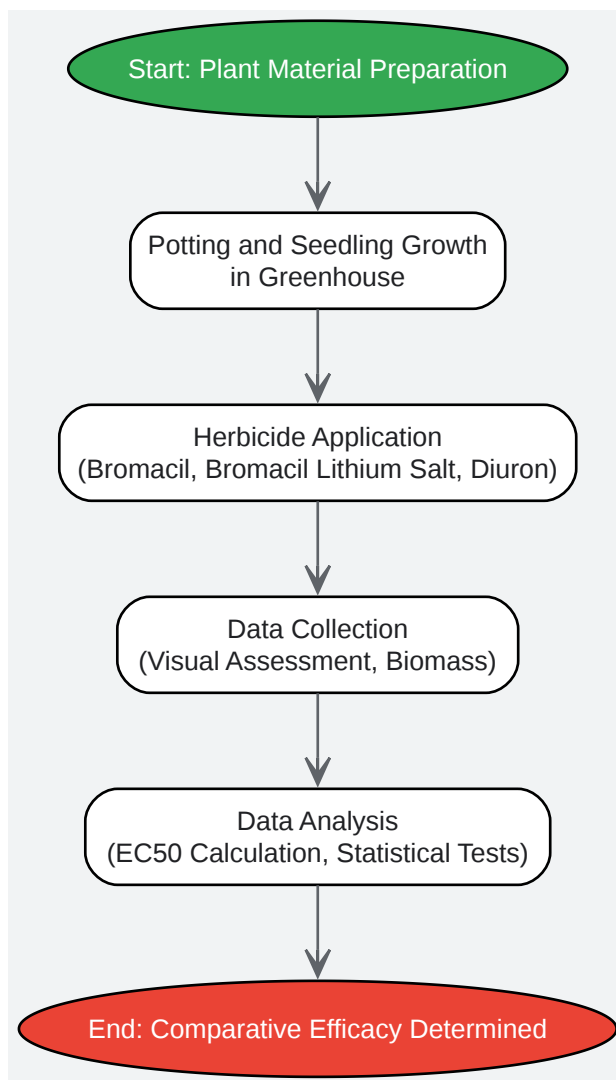 Start: Plant Material Preparation
Potting and Seedling Growth
in Greenhouse
Herbicide Application
(Bromacil, Bromacil Lithium Salt, Diuron)
Data Collection
(Visual Assessment, Biomass)
Data Analysis
(EC50 Calculation, Statistical Tests)
End: Comparative Efficacy Determined